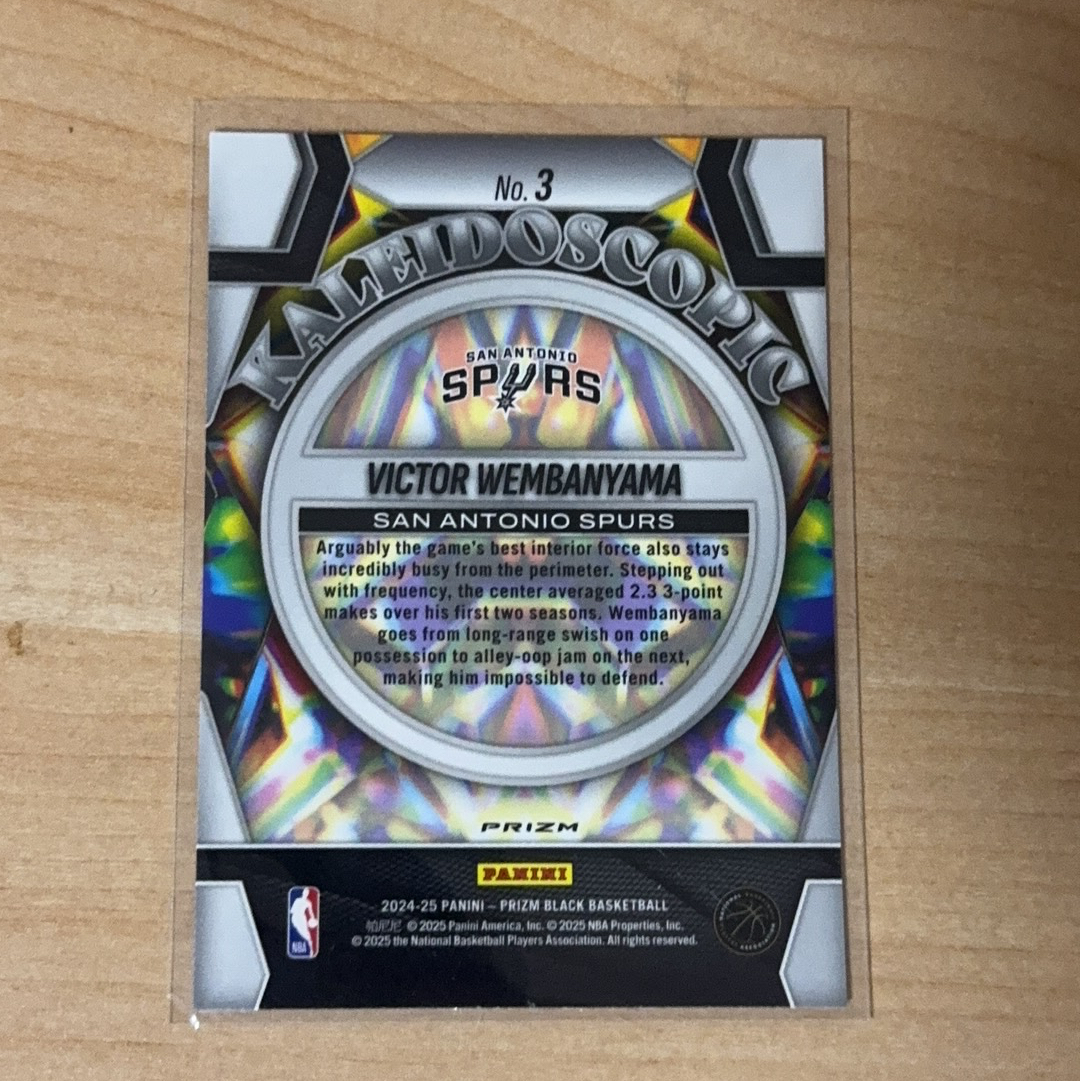 No. 3
KALEIDOSCOPIC
SAN ANTONIO
SPURS
VICTOR WEMBANYAMA
SAN ANTONIO SPURS
Arguably the game's best interior force also stays
incredibly busy from the perimeter. Stepping out
with frequency, the center averaged 2.3 3-point
makes over his first two seasons. Wembanyama
goes from long-range swish on one
possession to alley-oop jam on the next,
making him impossible to defend.
PRIZM
PANINI
2024-25 PANINI – PRIZM BLACK BASKETBALL
帕尼尼 © 2025 Panini America, Inc. © 2025 NBA Properties, Inc.
© 2025 the National Basketball Players Association. All rights reserved.
NBA